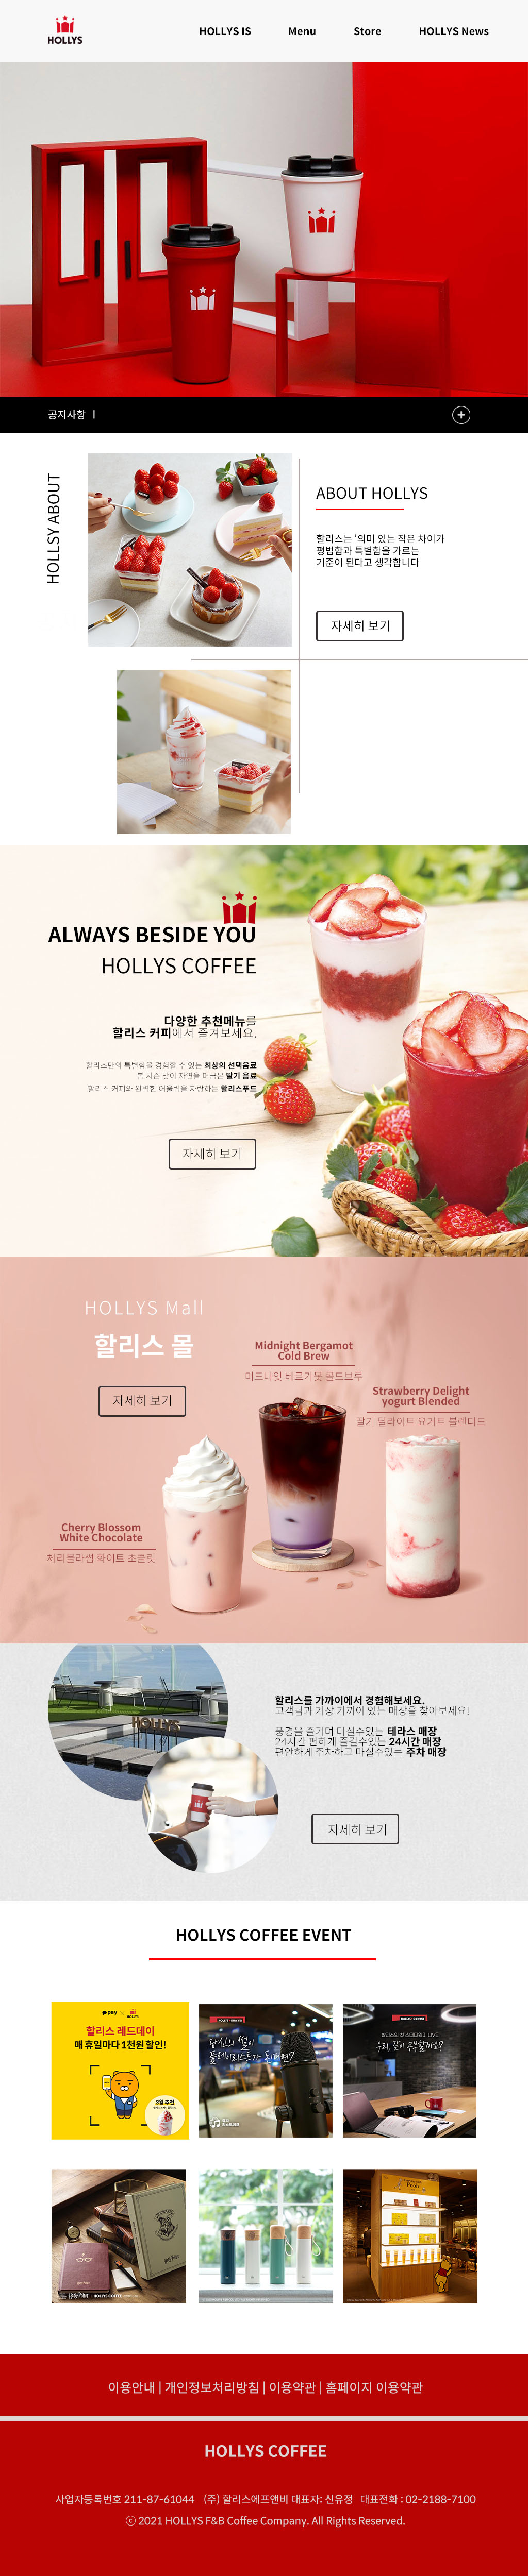 HOLLYS
HOLLYS IS
Menu
Store
HOLLYS News
공지사항 |
HOLLSY ABOUT
ABOUT HOLLYS
할리스는 ‘의미 있는 작은 차이가
평범함과 특별함을 가르는
기준이 된다고 생각합니다
자세히 보기
ALWAYS BESIDE YOU
HOLLYS COFFEE
다양한 추천메뉴를
할리스 커피에서 즐겨보세요.
할리스만의 특별함을 경험할 수 있는 최상의 선택음료
봄 시즌 맞이 자연을 머금은 딸기 음료
할리스 커피와 완벽한 어울림을 자랑하는 할리스푸드
자세히 보기
HOLLYS Mall
할리스 몰
자세히 보기
Midnight Bergamot
Cold Brew
미드나잇 베르가못 콜드브루
Strawberry Delight
yogurt Blended
딸기 딜라이트 요거트 블렌디드
Cherry Blossom
White Chocolate
체리블라썸 화이트 초콜릿
HOLLYS
할리스를 가까이에서 경험해보세요.
고객님과 가장 가까이 있는 매장을 찾아보세요!
풍경을 즐기며 마실수있는 테라스 매장
24시간 편하게 즐길수있는 24시간 매장
편안하게 주차하고 마실수있는 주차 매장
자세히 보기
HOLLYS COFFEE EVENT
pay × HOLLYS
할리스 레드데이
매 휴일마다 1천원 할인!
3월 추천
당신의 썰이
플레이리스트가 된다면?
우리, 같이 공부할까요?
Harry Potter
HOLLYS COFFEE
Pooh
이용안내 | 개인정보처리방침 | 이용약관 | 홈페이지 이용약관
HOLLYS COFFEE
사업자등록번호 211-87-61044 (주) 할리스에프앤비 대표자: 신유정 대표전화 : 02-2188-7100
ⓒ 2021 HOLLYS F&B Coffee Company. All Rights Reserved.